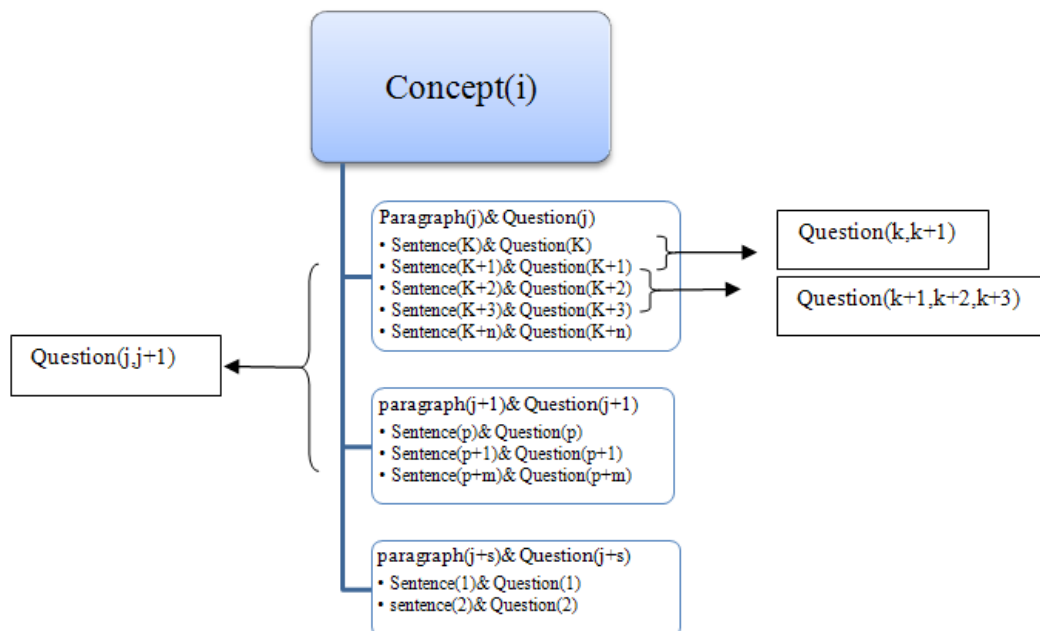 Concept(i)
Paragraph(j)& Question(j)
• Sentence(K)& Question(K)
• Sentence(K+1)& Question(K+1)
• Sentence(K+2)& Question(K+2)
• Sentence(K+3)& Question(K+3)
• Sentence(K+n)& Question(K+n)
Question(k,k+1)
Question(k+1,k+2,k+3)
Question(j,j+1)
paragraph(j+1)& Question(j+1)
• Sentence(p)& Question(p)
• Sentence(p+1)& Question(p+1)
• Sentence(p+m)& Question(p+m)
paragraph(j+s)& Question(j+s)
• Sentence(1)& Question(1)
• sentence(2)& Question(2)